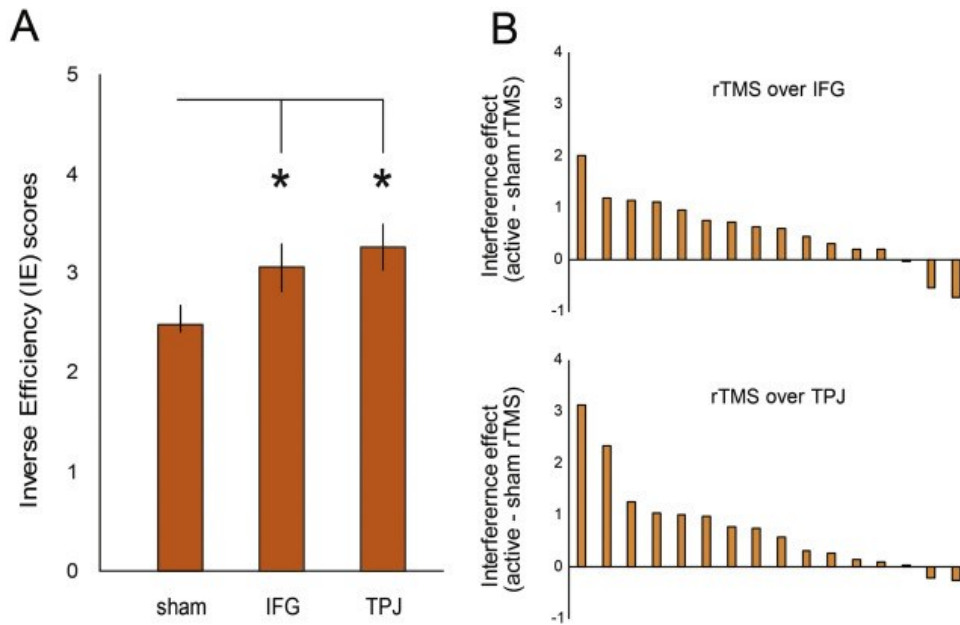 A
Inverse Efficiency (IE) scores
5
4
3
2
1
0
* *
sham IFG TPJ
B
Interferernce effect
(active - sham rTMS)
4
3
2
1
0
-1
rTMS over IFG
Interferernce effect
(active - sham rTMS)
4
3
2
1
0
-1
rTMS over TPJ